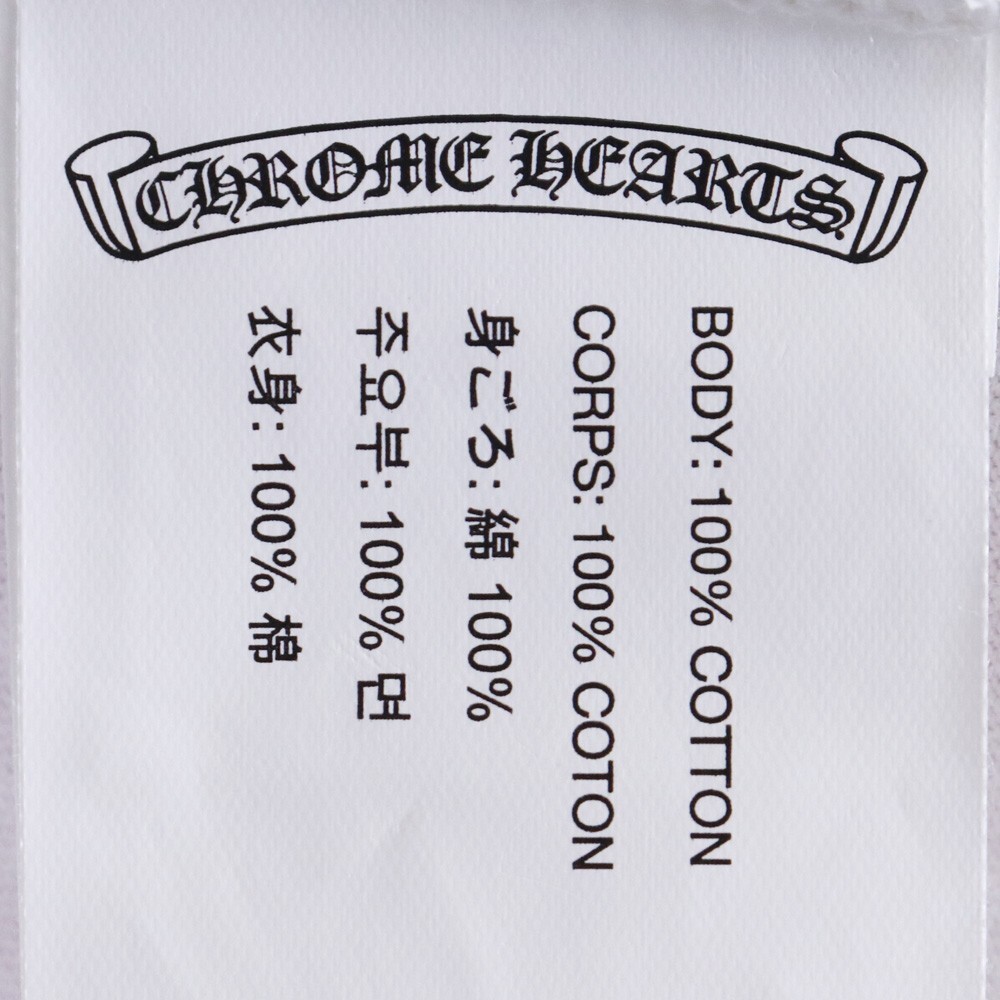 CHROME HEARTS
BODY: 100% COTTON
CORPS: 100% COTON
身ごろ: 綿 100%
주요부: 100% 면
衣身: 100% 棉